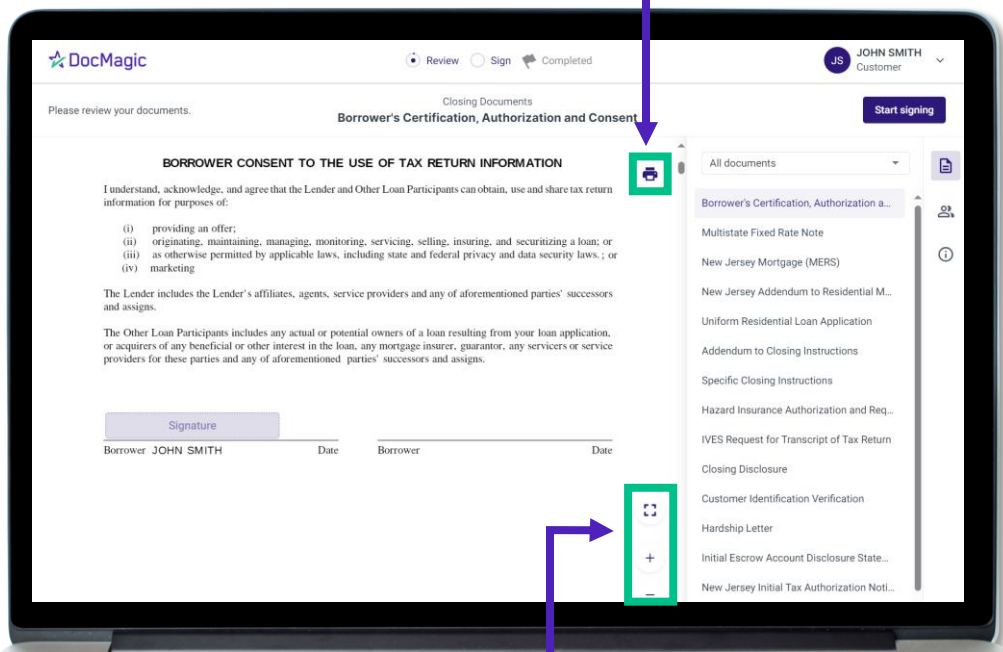 DocMagic
Review Sign Completed
JS
JOHN SMITH
Customer
Please review your documents.
Closing Documents
Borrower's Certification, Authorization and Consent
Start signing
BORROWER CONSENT TO THE USE OF TAX RETURN INFORMATION
I understand, acknowledge, and agree that the Lender and Other Loan Participants can obtain, use and share tax return
information for purposes of:
(i) providing an offer;
(ii) originating, maintaining, managing, monitoring, servicing, selling, insuring, and securitizing a loan; or
(iii) as otherwise permitted by applicable laws, including state and federal privacy and data security laws. ; or
(iv) marketing
The Lender includes the Lender's affiliates, agents, service providers and any of aforementioned parties' successors
and assigns.
The Other Loan Participants includes any actual or potential owners of a loan resulting from your loan application,
or acquirers of any beneficial or other interest in the loan, any mortgage insurer, guarantor, any servicers or service
providers for these parties and any of aforementioned parties' successors and assigns.
Signature
Borrower JOHN SMITH Date Borrower Date
All documents
Borrower's Certification, Authorization a...
Multistate Fixed Rate Note
New Jersey Mortgage (MERS)
New Jersey Addendum to Residential M...
Uniform Residential Loan Application
Addendum to Closing Instructions
Specific Closing Instructions
Hazard Insurance Authorization and Req...
IVES Request for Transcript of Tax Return
Closing Disclosure
Customer Identification Verification
Hardship Letter
Initial Escrow Account Disclosure State...
New Jersey Initial Tax Authorization Noti...